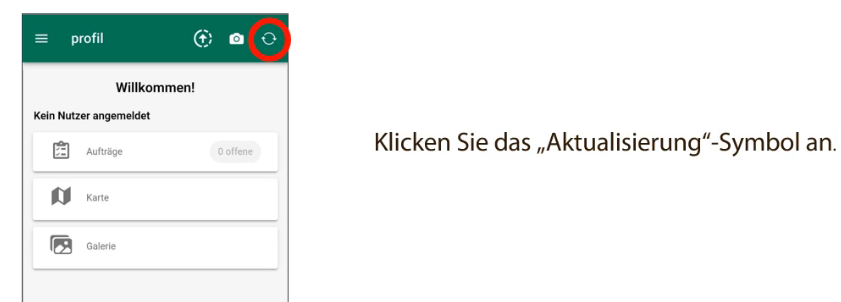 profil
Willkommen!
Kein Nutzer angemeldet
Aufträge 0 offene
Karte
Galerie
Klicken Sie das „Aktualisierung“-Symbol an.